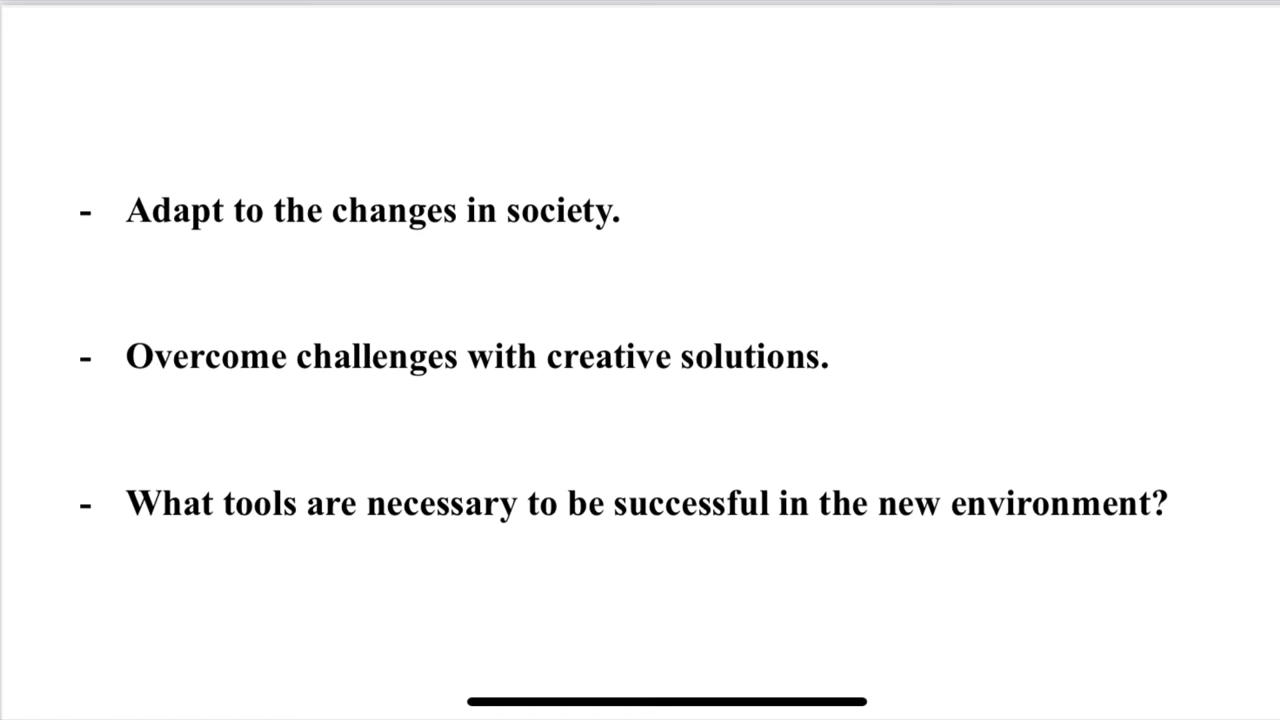 - Adapt to the changes in society.
- Overcome challenges with creative solutions.
- What tools are necessary to be successful in the new environment?